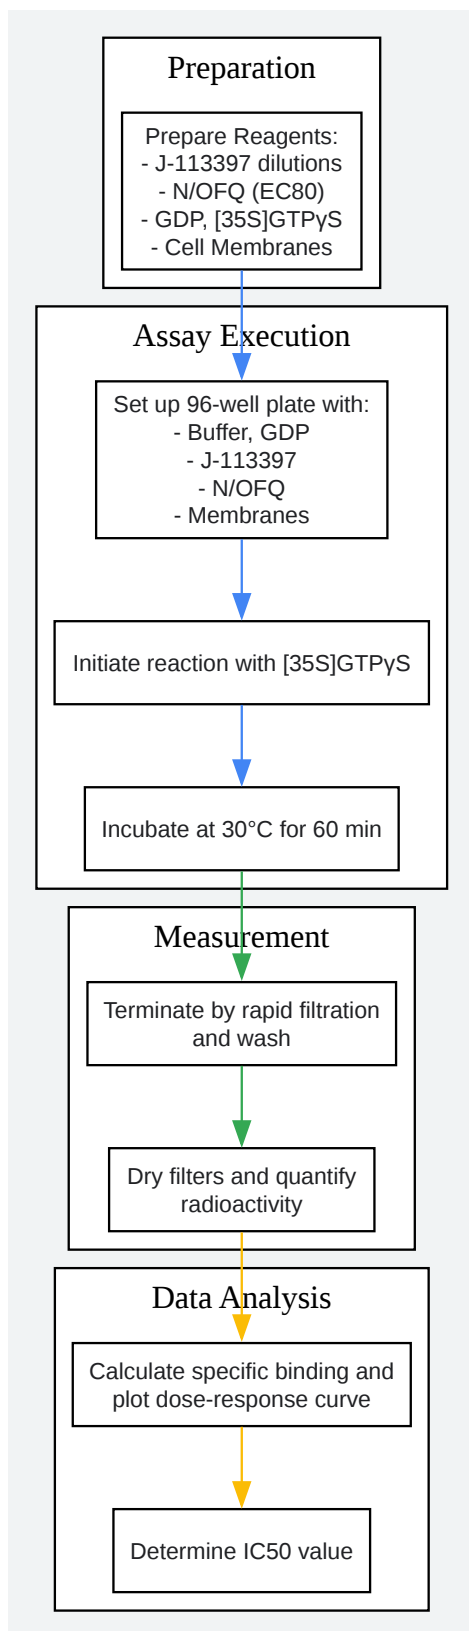 Preparation
Prepare Reagents:
- J-113397 dilutions
- N/OFQ (EC80)
- GDP, [35S]GTPγS
- Cell Membranes
Assay Execution
Set up 96-well plate with:
- Buffer, GDP
- J-113397
- N/OFQ
- Membranes
Initiate reaction with [35S]GTPγS
Incubate at 30°C for 60 min
Measurement
Terminate by rapid filtration
and wash
Dry filters and quantify
radioactivity
Data Analysis
Calculate specific binding and
plot dose-response curve
Determine IC50 value